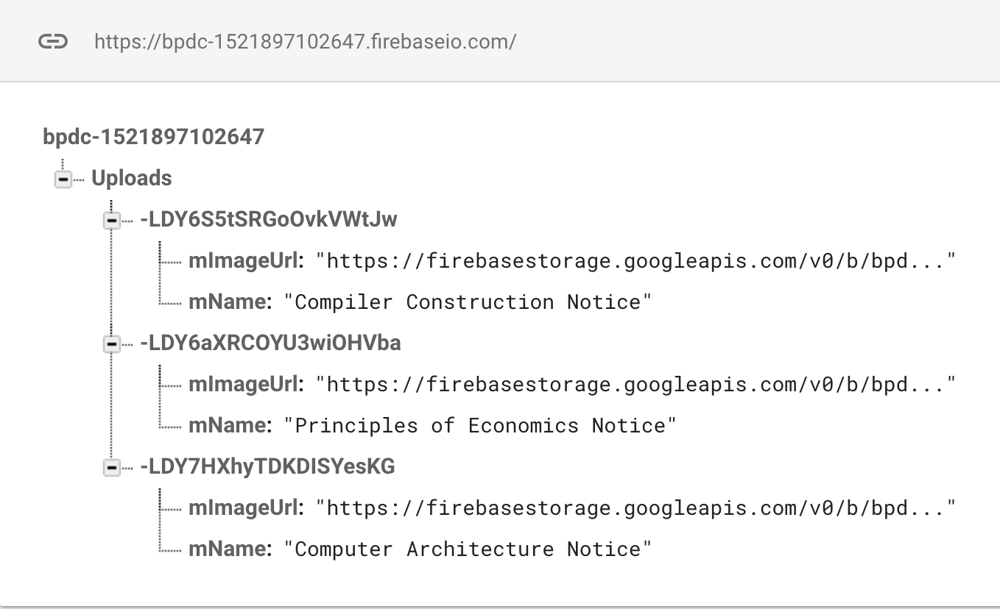 https://bpdc-1521897102647.firebaseio.com/
bpdc-1521897102647
Uploads
-LDY6S5tSRGoOvkVWtJw
mImageUrl: "https://firebasestorage.googleapis.com/v0/b/bpd..."
mName: "Compiler Construction Notice"
-LDY6aXRCOYU3wiOHVba
mImageUrl: "https://firebasestorage.googleapis.com/v0/b/bpd..."
mName: "Principles of Economics Notice"
-LDY7HXhyTDKDISYesKG
mImageUrl: "https://firebasestorage.googleapis.com/v0/b/bpd..."
mName: "Computer Architecture Notice"